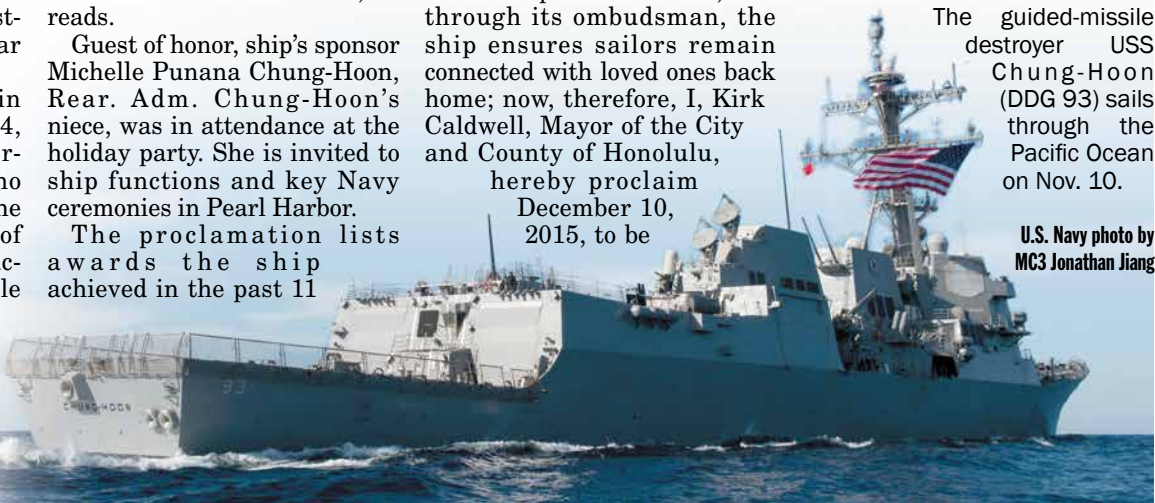 reads.
Guest of honor, ship's sponsor
Michelle Punana Chung-Hoon,
Rear. Adm. Chung-Hoon's
niece, was in attendance at the
holiday party. She is invited to
ship functions and key Navy
ceremonies in Pearl Harbor.
The proclamation lists
awards the ship
achieved in the past 11
through its ombudsman, the
ship ensures sailors remain
connected with loved ones back
home; now, therefore, I, Kirk
Caldwell, Mayor of the City
and County of Honolulu,
hereby proclaim
December 10,
2015, to be
The guided-missile
destroyer USS
Chung-Hoon
(DDG 93) sails
through the
Pacific Ocean
on Nov. 10.
U.S. Navy photo by
MC3 Jonathan Jiang
93
CHUNG-HOON